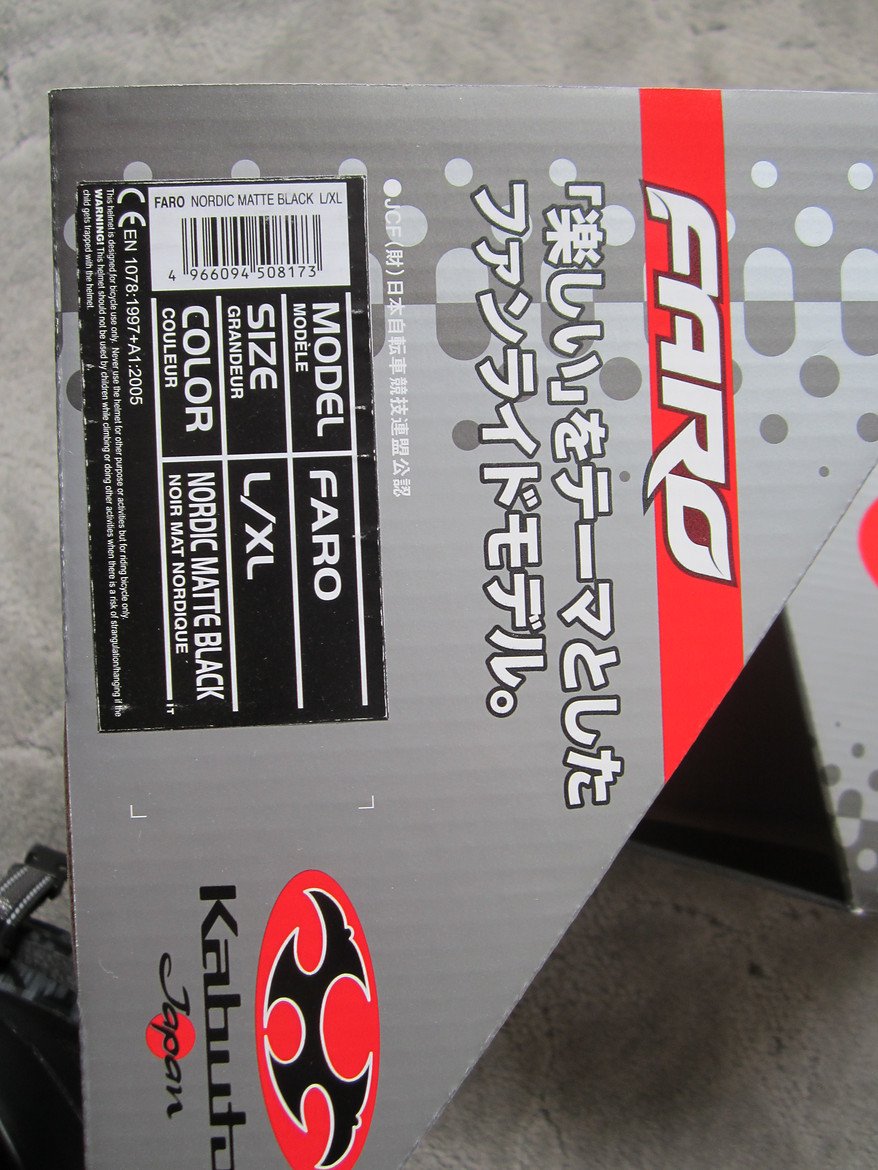 FARO
「楽しい」をテーマとした
ファンライドモデル。
●JCF(財)日本自転車競技連盟公認
FARO NORDIC MATTE BLACK L/XL
4 966094 508173
MODEL FARO
MODÈLE
SIZE L/XL
GRANDEUR
COLOR NORDIC MATTE BLACK
COULEUR NOIR MAT NORDIQUE IT
CE EN 1078:1997+A1:2005
This helmet is designed for bicycle use only. Never use the helmet for other purpose or activities but for riding bicycle only.
WARNING! This helmet should not be used by children while climbing or doing other activities when there is a risk of strangulation/hanging if the
child gets trapped with the helmet.
Kabuto
Japan